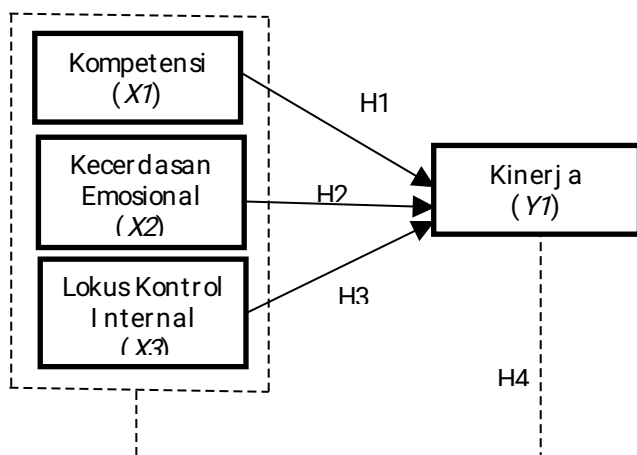 Kompetensi
(X1)
H1
Kecerdasan
Emosional
(X2)
H2
Kinerja
(Y1)
Lokus Kontrol
Internal
(X3)
H3
H4